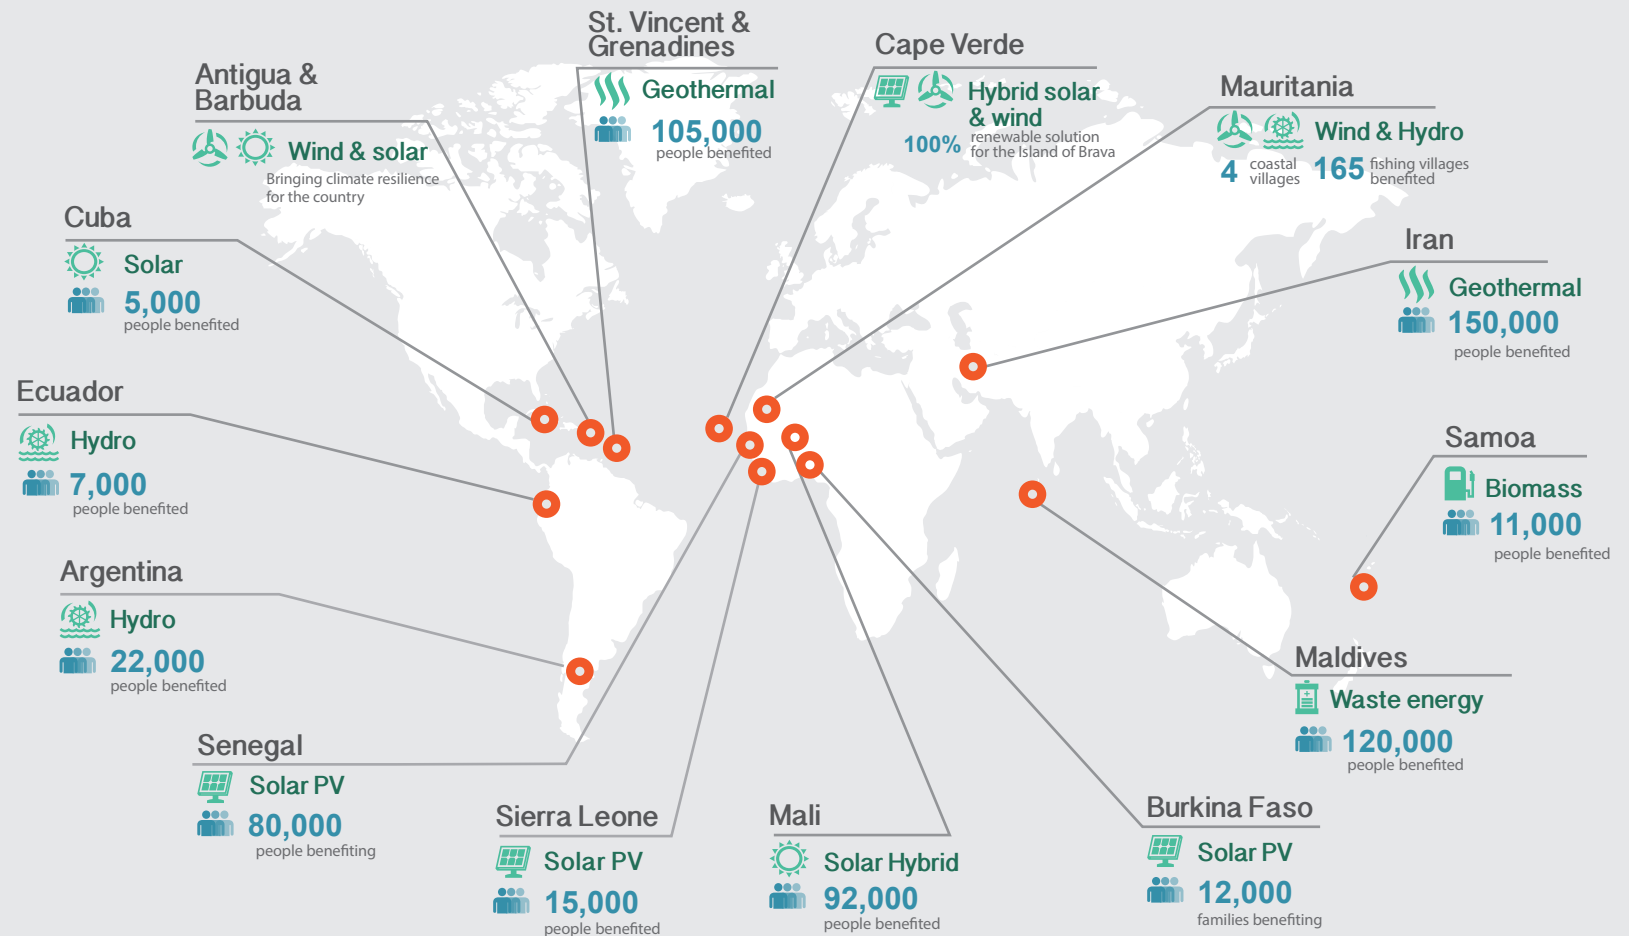 St. Vincent &
Grenadines
Geothermal
105,000
people benefited
Antigua &
Barbuda
Wind & solar
Bringing climate resilience
for the country
Cape Verde
Hybrid solar
& wind
100% renewable solution
for the Island of Brava
Mauritania
Wind & Hydro
4 coastal
villages
165 fishing villages
benefited
Cuba
Solar
5,000
people benefited
Iran
Geothermal
150,000
people benefited
Ecuador
Hydro
7,000
people benefited
Samoa
Biomass
11,000
people benefited
Argentina
Hydro
22,000
people benefited
Maldives
Waste energy
120,000
people benefited
Senegal
Solar PV
80,000
people benefiting
Sierra Leone
Solar PV
15,000
people benefited
Mali
Solar Hybrid
92,000
people benefited
Burkina Faso
Solar PV
12,000
families benefiting